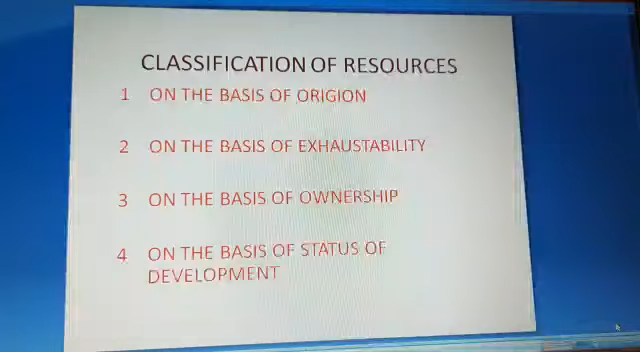 CLASSIFICATION OF RESOURCES
1 ON THE BASIS OF ORIGION
2 ON THE BASIS OF EXHAUSTABILITY
3 ON THE BASIS OF OWNERSHIP
4 ON THE BASIS OF STATUS OF
DEVELOPMENT